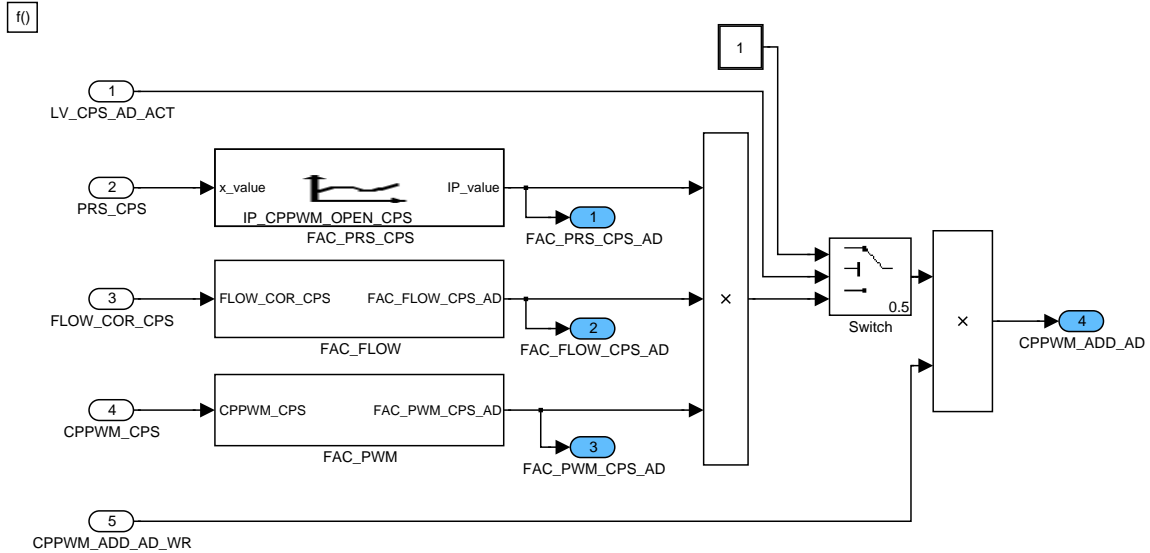 f()
1
1
LV_CPS_AD_ACT
2
PRS_CPS
x_value
IP_value
IP_CPPWM_OPEN_CPS
FAC_PRS_CPS
1
FAC_PRS_CPS_AD
3
FLOW_COR_CPS
FLOW_COR_CPS
FAC_FLOW_CPS_AD
FAC_FLOW
2
FAC_FLOW_CPS_AD
×
0.5
Switch
×
4
CPPWM_ADD_AD
4
CPPWM_CPS
CPPWM_CPS
FAC_PWM_CPS_AD
FAC_PWM
3
FAC_PWM_CPS_AD
5
CPPWM_ADD_AD_WR